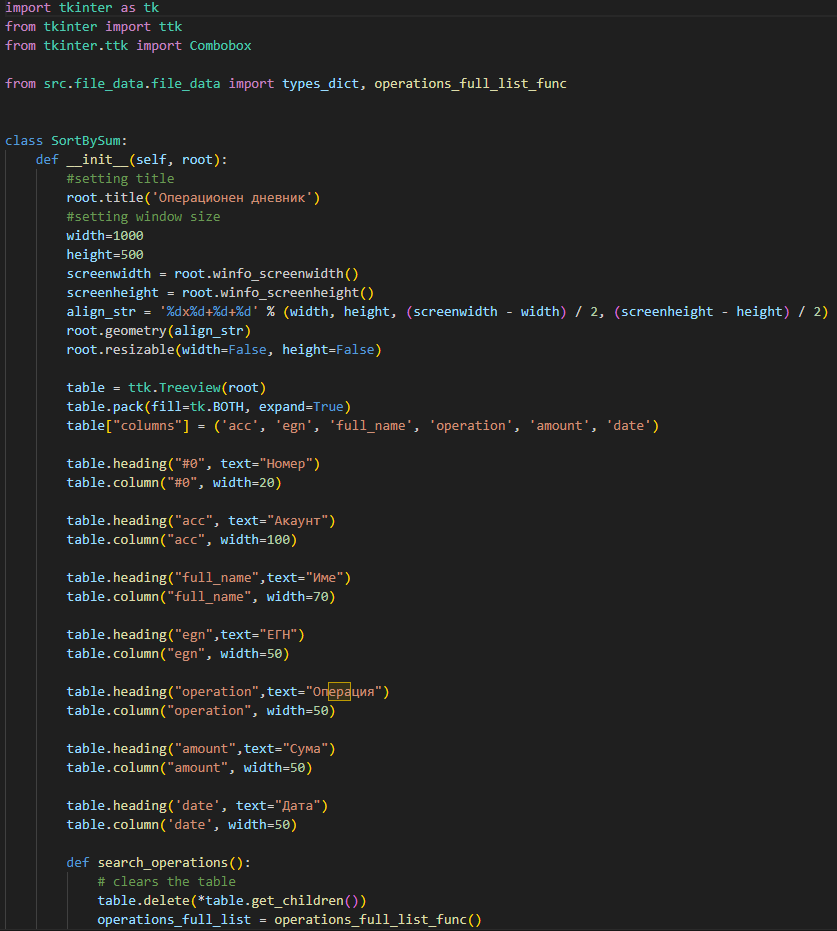 import tkinter as tk
from tkinter import ttk
from tkinter.ttk import Combobox
from src.file_data.file_data import types_dict, operations_full_list_func
class SortBySum:
def __init__(self, root):
#setting title
root.title('Операционен дневник')
#setting window size
width=1000
height=500
screenwidth = root.winfo_screenwidth()
screenheight = root.winfo_screenheight()
align_str = '%dx%d+%d+%d' % (width, height, (screenwidth - width) / 2, (screenheight - height) / 2)
root.geometry(align_str)
root.resizable(width=False, height=False)
table = ttk.Treeview(root)
table.pack(fill=tk.BOTH, expand=True)
table["columns"] = ('acc', 'egn', 'full_name', 'operation', 'amount', 'date')
table.heading("#0", text="Номер")
table.column("#0", width=20)
table.heading("acc", text="Акаунт")
table.column("acc", width=100)
table.heading("full_name",text="Име")
table.column("full_name", width=70)
table.heading("egn",text="ЕГН")
table.column("egn", width=50)
table.heading("operation",text="Операция")
table.column("operation", width=50)
table.heading("amount",text="Сума")
table.column("amount", width=50)
table.heading('date', text="Дата")
table.column('date', width=50)
def search_operations():
# clears the table
table.delete(*table.get_children())
operations_full_list = operations_full_list_func()